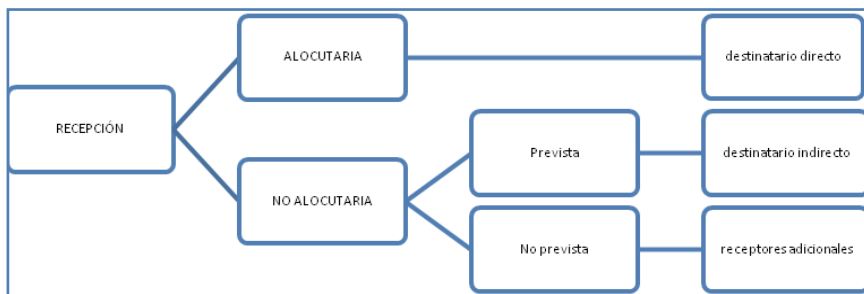 ALOCUTARIA
destinatario directo
RECEPCIÓN
Prevista
destinatario indirecto
NO ALOCUTARIA
No prevista
receptores adicionales